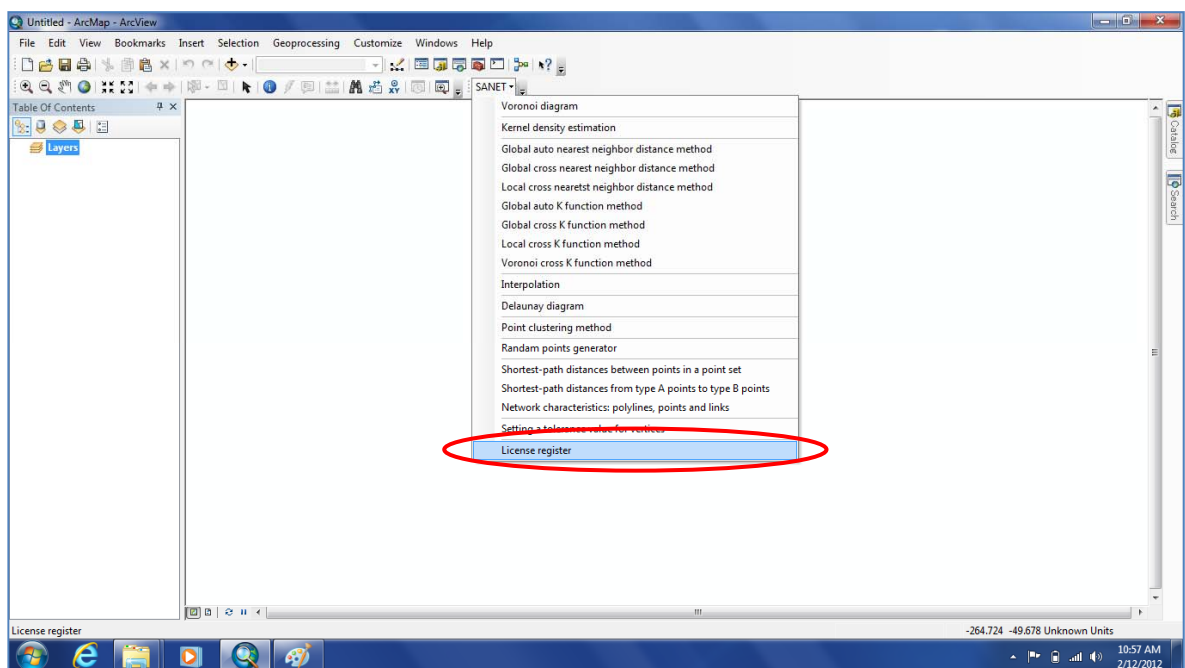 Untitled - ArcMap - ArcView
File Edit View Bookmarks Insert Selection Geoprocessing Customize Windows Help
SANET
Table Of Contents
Layers
Voronoi diagram
Kernel density estimation
Global auto nearest neighbor distance method
Global cross nearest neighbor distance method
Local cross nearetst neighbor distance method
Global auto K function method
Global cross K function method
Local cross K function method
Voronoi cross K function method
Interpolation
Delaunay diagram
Point clustering method
Randam points generator
Shortest-path distances between points in a point set
Shortest-path distances from type A points to type B points
Network characteristics: polylines, points and links
Setting a tolerance value for vertices
License register
Catalog
Search
License register
-264.724 -49.678 Unknown Units
10:57 AM
2/12/2012